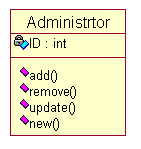 Administrtor
ID : int
add()
remove()
update()
new()